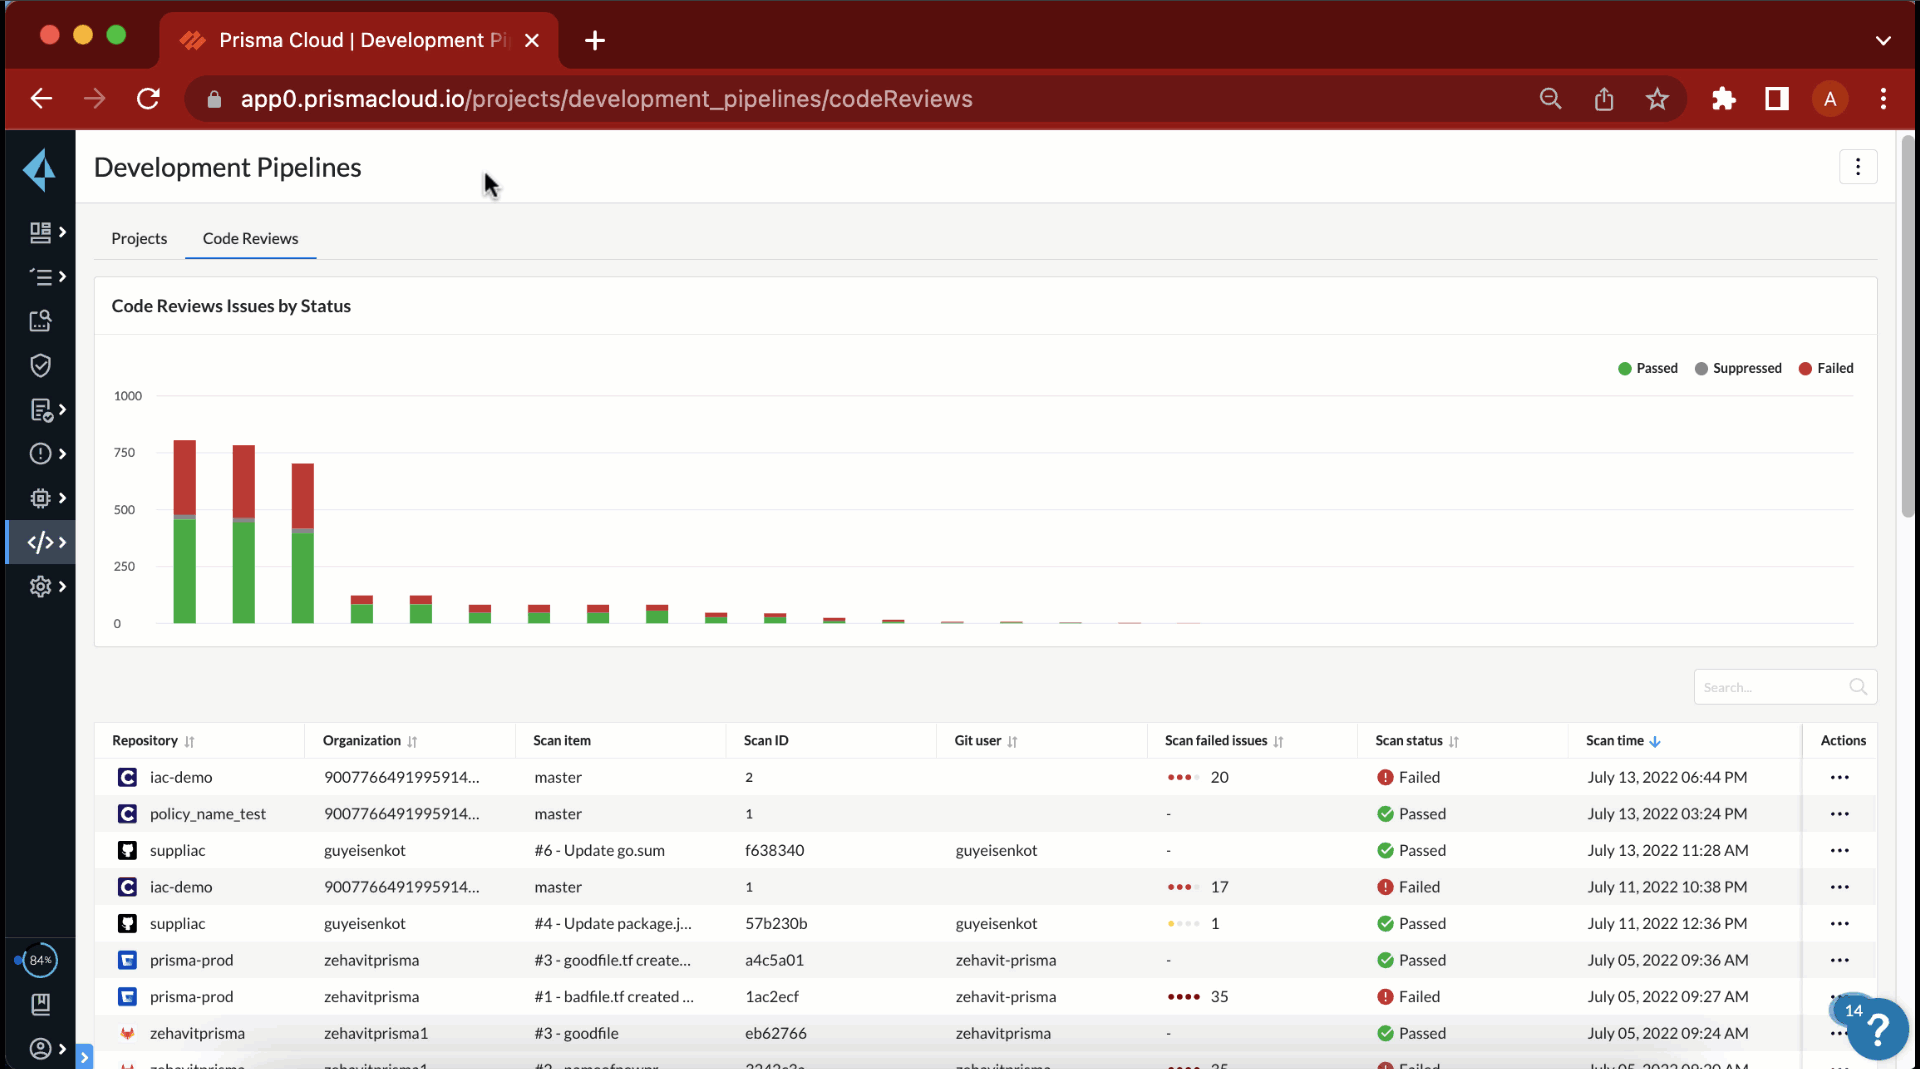 Prisma Cloud | Development Pi
app0.prismacloud.io/projects/development_pipelines/codeReviews
A
Development Pipelines
Projects Code Reviews
Code Reviews Issues by Status
Passed Suppressed Failed
1000
750
500
250
0
Search...
Repository Organization Scan item Scan ID Git user Scan failed issues Scan status Scan time Actions
iac-demo 9007766491995914... master 2 20 Failed July 13, 2022 06:44 PM
policy_name_test 9007766491995914... master 1 - Passed July 13, 2022 03:24 PM
suppliac guyeisenkot #6 - Update go.sum f638340 guyeisenkot - Passed July 13, 2022 11:28 AM
iac-demo 9007766491995914... master 1 17 Failed July 11, 2022 10:38 PM
suppliac guyeisenkot #4 - Update package.j... 57b230b guyeisenkot 1 Passed July 11, 2022 12:36 PM
84% prisma-prod zehavitprisma #3 - goodfile.tf create... a4c5a01 zehavit-prisma - Passed July 05, 2022 09:36 AM
prisma-prod zehavitprisma #1 - badfile.tf created ... 1ac2ecf zehavit-prisma 35 Failed July 05, 2022 09:27 AM
14 ?
zehavitprisma zehavitprisma1 #3 - goodfile eb62766 zehavitprisma - Passed July 05, 2022 09:24 AM